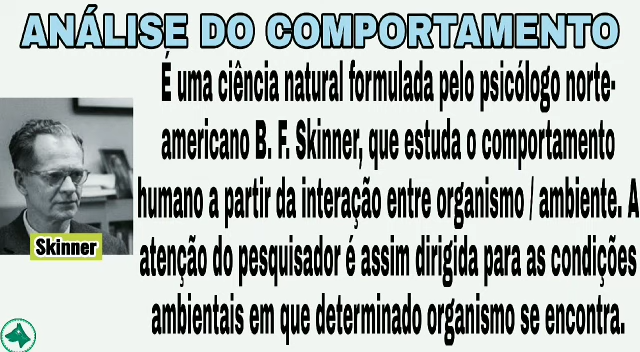 ANÁLISE DO COMPORTAMENTO
É uma ciência natural formulada pelo psicólogo norte-
americano B. F. Skinner, que estuda o comportamento
humano a partir da interação entre organismo / ambiente. A
atenção do pesquisador é assim dirigida para as condições
ambientais em que determinado organismo se encontra.
Skinner